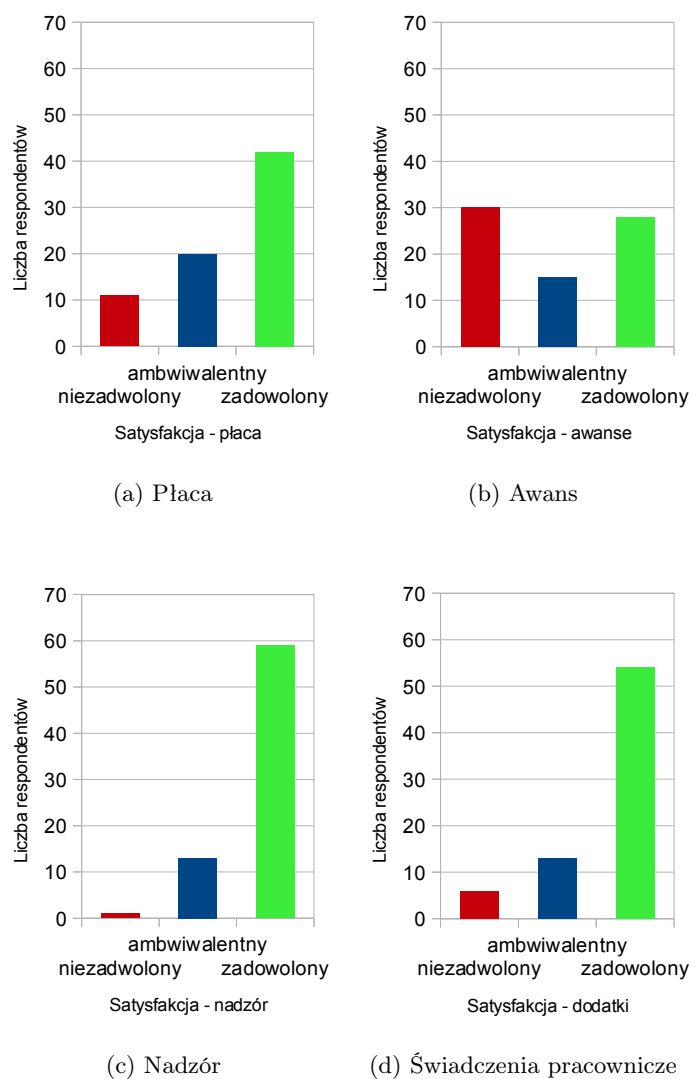 70
60
50
40
30
20
10
0
Liczba respondentów
ambwiwalentny
niezadwolony zadowolony
Satysfakcja - płaca
(a) Płaca
70
60
50
40
30
20
10
0
Liczba respondentów
ambwiwalentny
niezadwolony zadowolony
Satysfakcja - awanse
(b) Awans
70
60
50
40
30
20
10
0
Liczba respondentów
ambwiwalentny
niezadwolony zadowolony
Satysfakcja - nadzór
(c) Nadzór
70
60
50
40
30
20
10
0
Liczba respondentów
ambwiwalentny
niezadwolony zadowolony
Satysfakcja - dodatki
(d) Świadczenia pracownicze